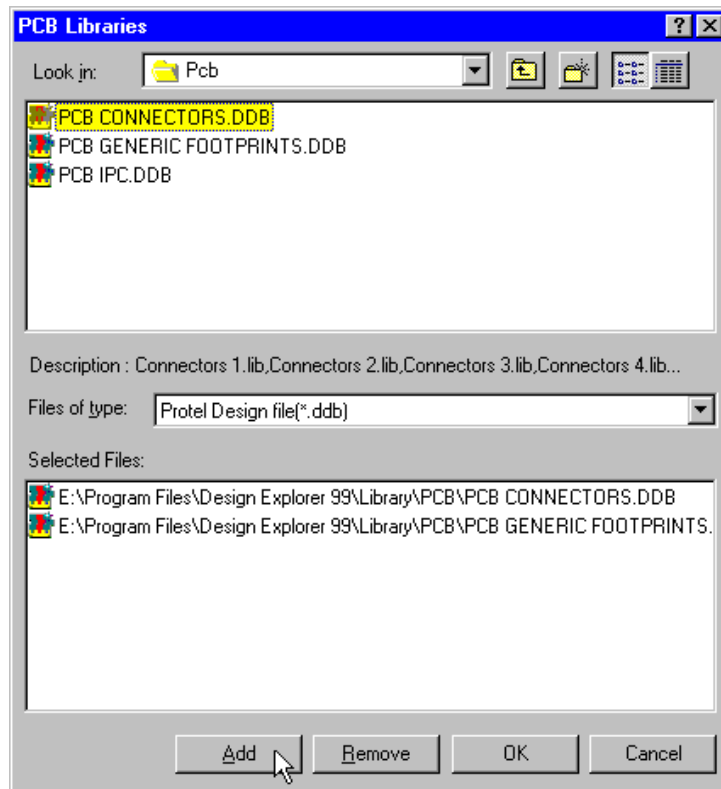 PCB Libraries
Look in: Pcb
PCB CONNECTORS.DDB
PCB GENERIC FOOTPRINTS.DDB
PCB IPC.DDB
Description : Connectors 1.lib,Connectors 2.lib,Connectors 3.lib,Connectors 4.lib...
Files of type: Protel Design file(*.ddb)
Selected Files:
E:\Program Files\Design Explorer 99\Library\PCB\PCB CONNECTORS.DDB
E:\Program Files\Design Explorer 99\Library\PCB\PCB GENERIC FOOTPRINTS.
Add Remove OK Cancel